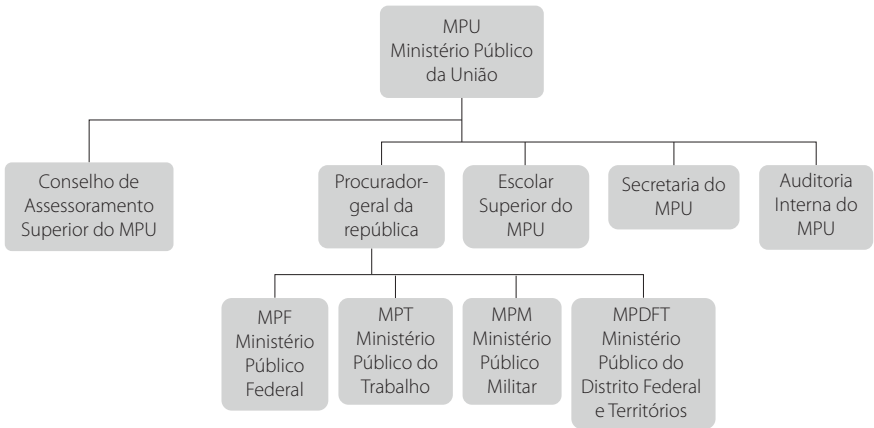 MPU
Ministério Público
da União
Conselho de
Assessoramento
Superior do MPU
Procurador-
geral da
república
Escolar
Superior do
MPU
Secretaria do
MPU
Auditoria
Interna do
MPU
MPF
Ministério
Público
Federal
MPT
Ministério
Público do
Trabalho
MPM
Ministério
Público
Militar
MPDFT
Ministério
Público do
Distrito Federal
e Territórios